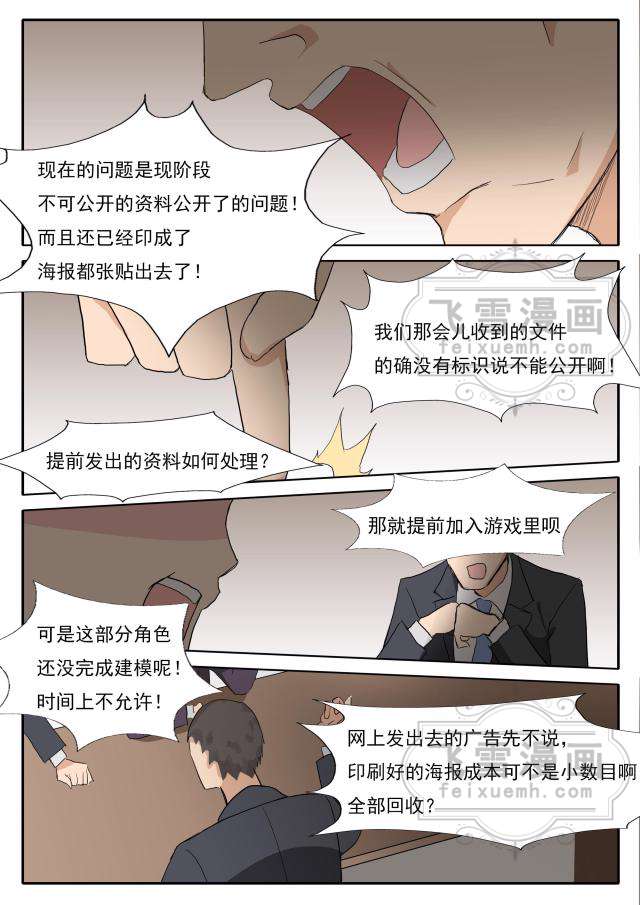 现在的问题是现阶段
不可公开的资料公开了的问题！
而且还已经印成了
海报都张贴出去了！
飞雪漫画
feixuemh.com
我们那会儿收到的文件
的确没有标识说不能公开啊！
提前发出的资料如何处理？
那就提前加入游戏里呗
可是这部分角色
还没完成建模呢！
时间上不允许！
网上发出去的广告先不说，
印刷好的海报成本可不是小数目啊
全部回收？
飞雪漫画
feixuemh.com